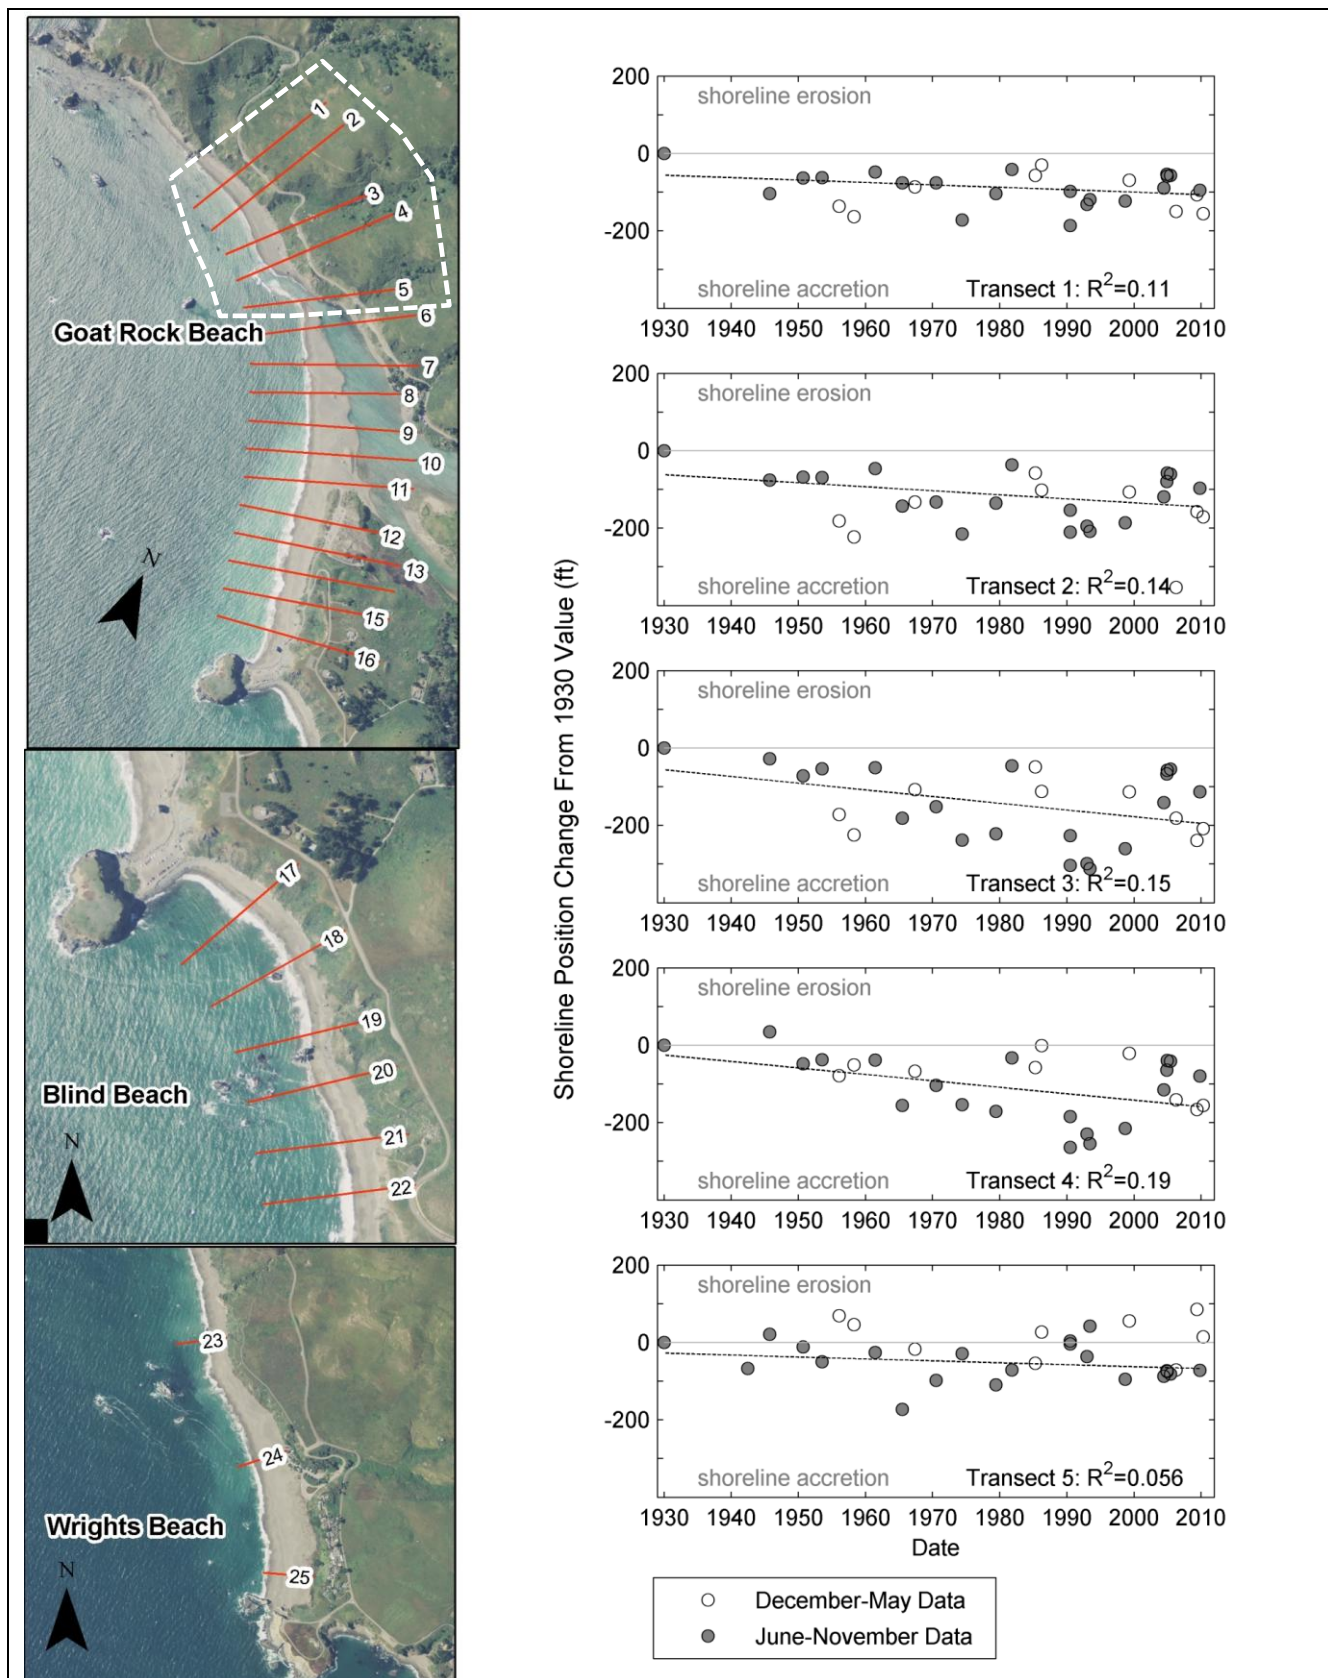 1
2
3
4
5
6
Goat Rock Beach
7
8
9
10
11
12
13
15
16
N
17
18
19
20
Blind Beach
21
N
22
23
24
Wrights Beach
25
N
Shoreline Position Change From 1930 Value (ft)
200
shoreline erosion
0
-200
shoreline accretion
Transect 1: R²=0.11
1930 1940 1950 1960 1970 1980 1990 2000 2010
200
shoreline erosion
0
-200
shoreline accretion
Transect 2: R²=0.14
1930 1940 1950 1960 1970 1980 1990 2000 2010
200
shoreline erosion
0
-200
shoreline accretion
Transect 3: R²=0.15
1930 1940 1950 1960 1970 1980 1990 2000 2010
200
shoreline erosion
0
-200
shoreline accretion
Transect 4: R²=0.19
1930 1940 1950 1960 1970 1980 1990 2000 2010
200
shoreline erosion
0
-200
shoreline accretion
Transect 5: R²=0.056
1930 1940 1950 1960 1970 1980 1990 2000 2010
Date
December-May Data
June-November Data